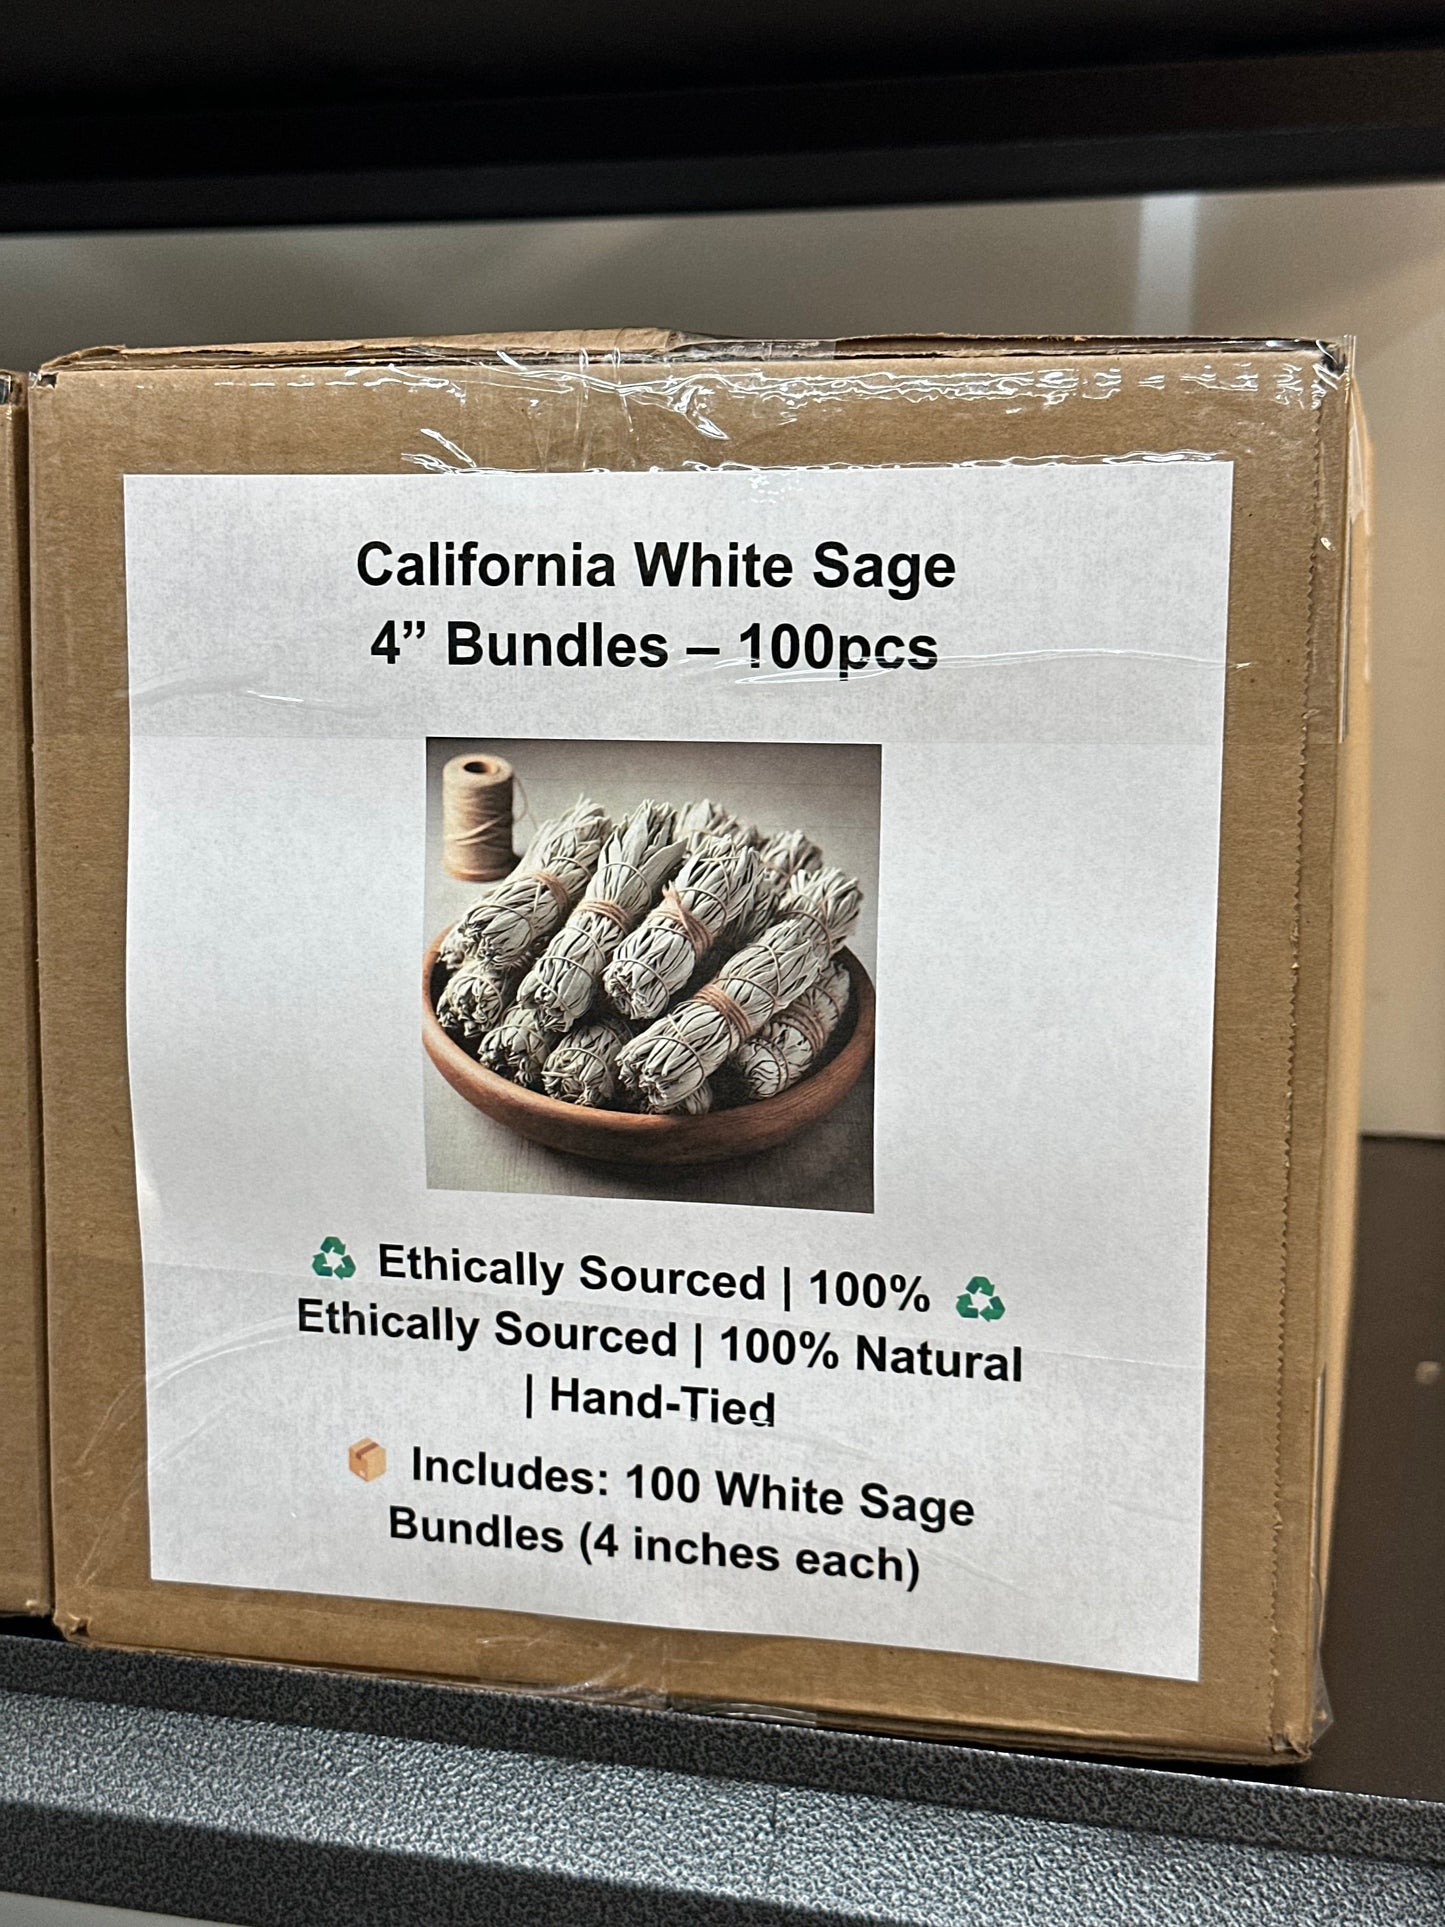 California White Sage
4” Bundles – 100pcs
♻️ Ethically Sourced | 100% ♻️
Ethically Sourced | 100% Natural
| Hand-Tied
📦 Includes: 100 White Sage
Bundles (4 inches each)